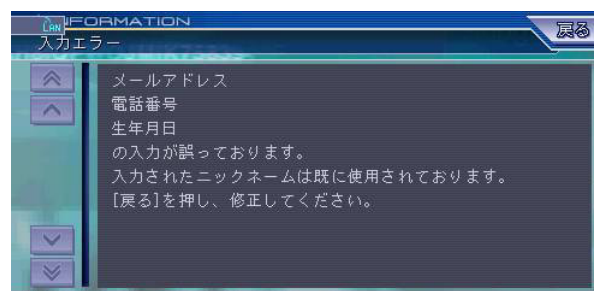 INFORMATION
LAN
戻る
入力エラー
メールアドレス
電話番号
生年月日
の入力が誤っております。
入力されたニックネームは既に使用されております。
[戻る]を押し、修正してください。